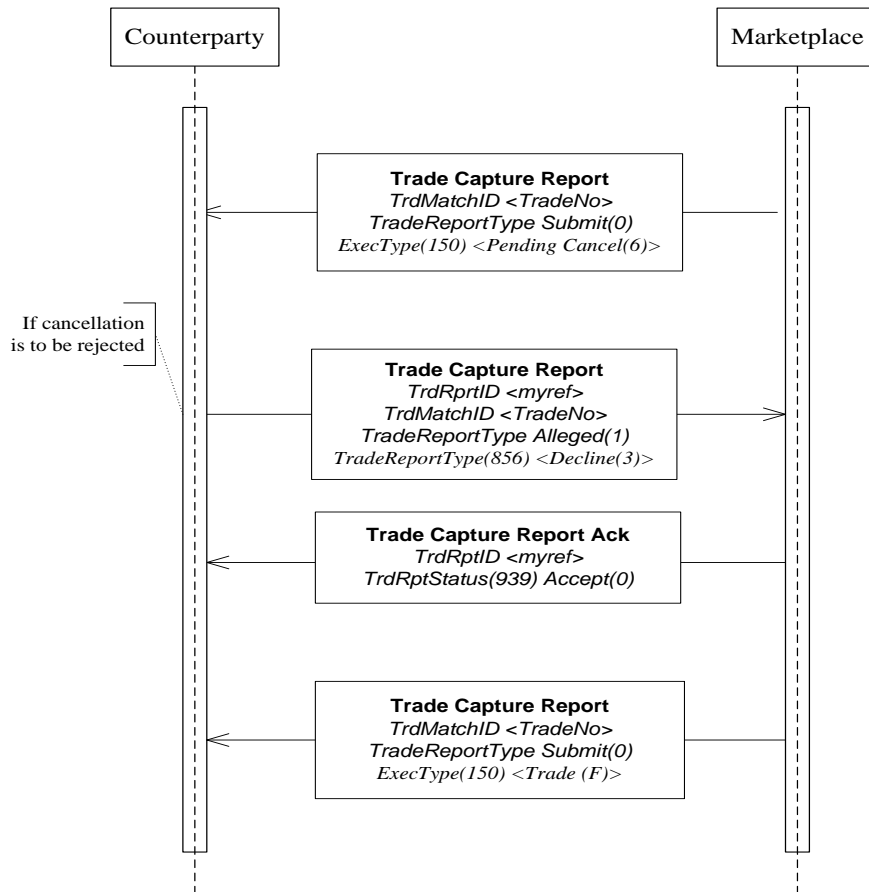 Counterparty
Marketplace
Trade Capture Report
TrdMatchID <TradeNo>
TradeReportType Submit(0)
ExecType(150) <Pending Cancel(6)>
If cancellation
is to be rejected
Trade Capture Report
TrdRprtID <myref>
TrdMatchID <TradeNo>
TradeReportType Alleged(1)
TradeReportType(856) <Decline(3)>
Trade Capture Report Ack
TrdRptID <myref>
TrdRptStatus(939) Accept(0)
Trade Capture Report
TrdMatchID <TradeNo>
TradeReportType Submit(0)
ExecType(150) <Trade (F)>